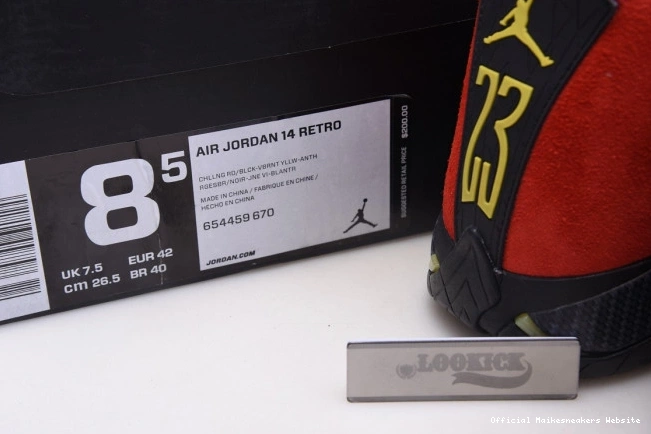 8 5
UK 7.5 EUR 42
CM 26.5 BR 40
AIR JORDAN 14 RETRO
CHLLNG RD/BLCK-VBRNT YLLW-ANTH
RGESBR/NOIR-JNE VI-BLANTR
MADE IN CHINA / FABRIQUE EN CHINE /
HECHO EN CHINA
654459 670
JORDAN.COM
SUGGESTED RETAIL PRICE $200.00
23
LOOKICK
Official Maikesneakers Website